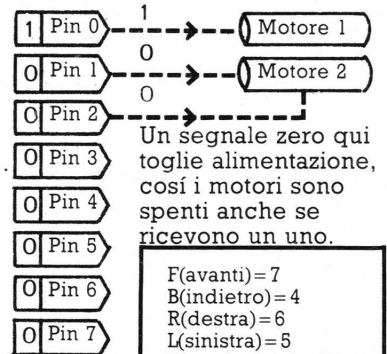 1
1 Pin 0 Motore 1
0
0 Pin 1 Motore 2
0
0 Pin 2
Un segnale zero qui
0 Pin 3
toglie alimentazione,
cosí i motori sono
0 Pin 4
spenti anche se
ricevono un uno.
0 Pin 5
F(avanti)=7
0 Pin 6
B(indietro)=4
R(destra)=6
0 Pin 7
L(sinistra)=5